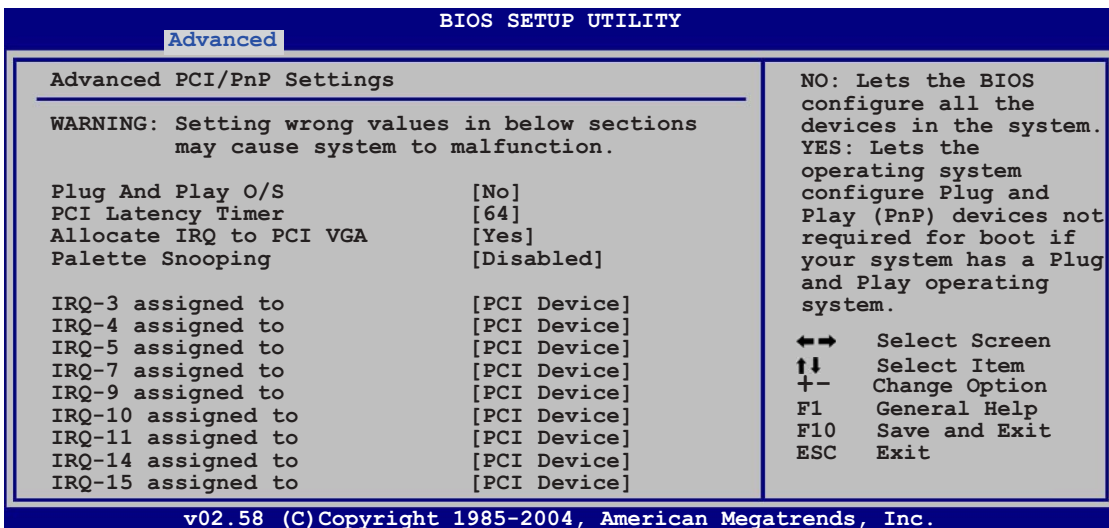 BIOS SETUP UTILITY
Advanced
Advanced PCI/PnP Settings
WARNING: Setting wrong values in below sections
may cause system to malfunction.
Plug And Play O/S [No]
PCI Latency Timer [64]
Allocate IRQ to PCI VGA [Yes]
Palette Snooping [Disabled]
IRQ-3 assigned to [PCI Device]
IRQ-4 assigned to [PCI Device]
IRQ-5 assigned to [PCI Device]
IRQ-7 assigned to [PCI Device]
IRQ-9 assigned to [PCI Device]
IRQ-10 assigned to [PCI Device]
IRQ-11 assigned to [PCI Device]
IRQ-14 assigned to [PCI Device]
IRQ-15 assigned to [PCI Device]
NO: Lets the BIOS
configure all the
devices in the system.
YES: Lets the
operating system
configure Plug and
Play (PnP) devices not
required for boot if
your system has a Plug
and Play operating
system.
←→ Select Screen
↑↓ Select Item
+- Change Option
F1 General Help
F10 Save and Exit
ESC Exit
v02.58 (C)Copyright 1985-2004, American Megatrends, Inc.